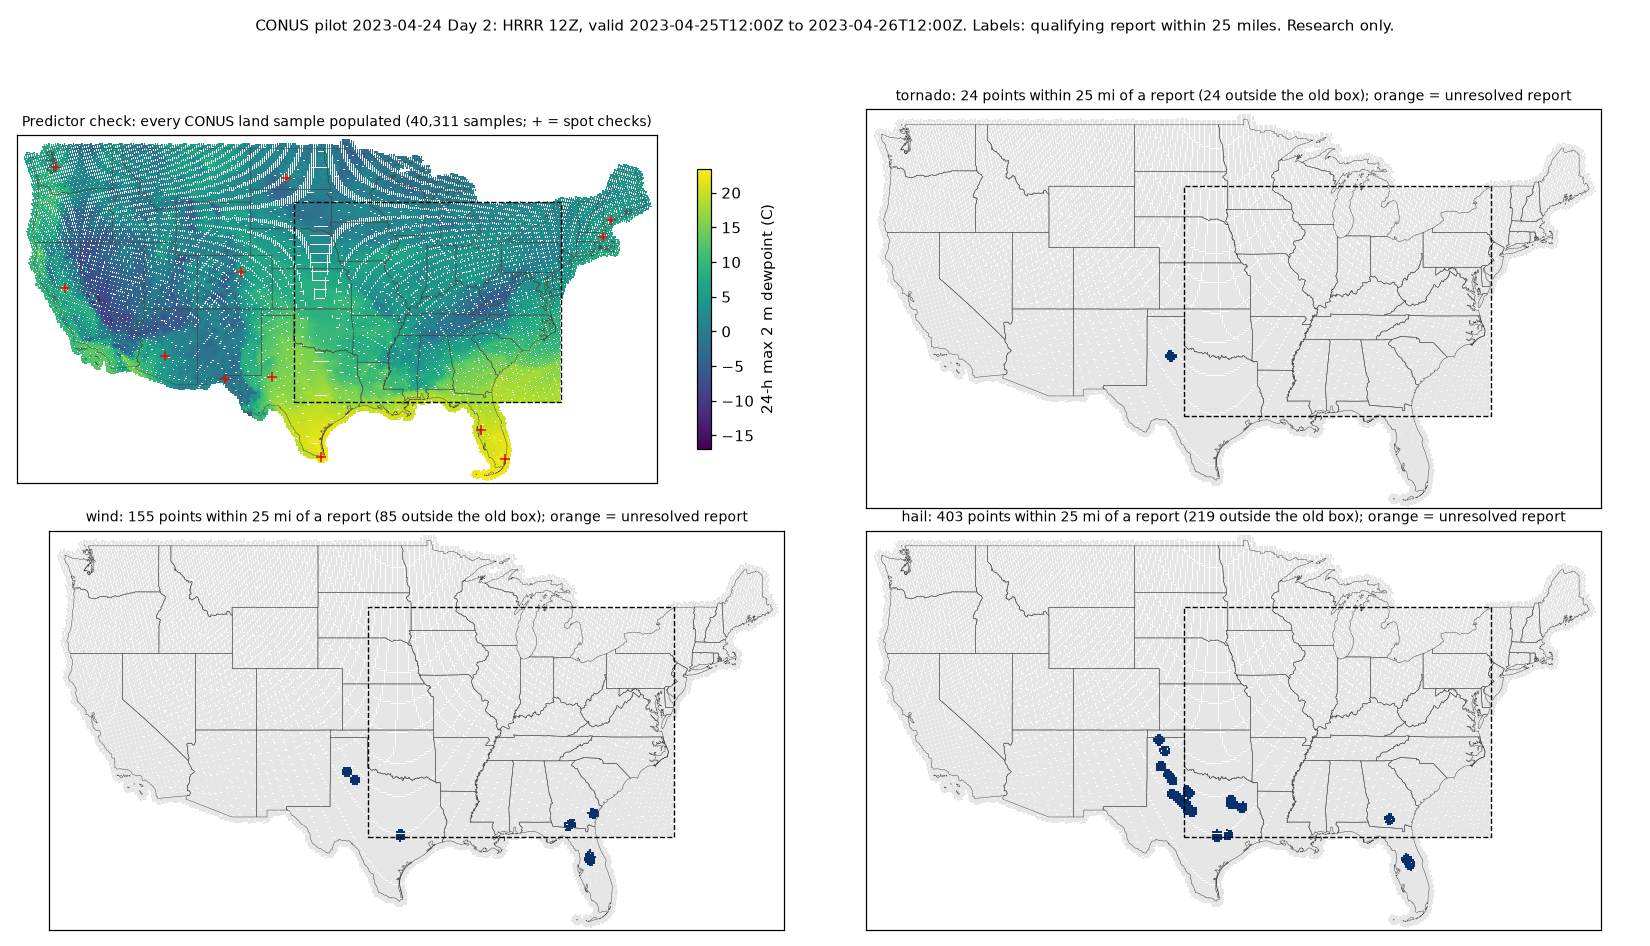 CONUS pilot 2023-04-24 Day 2: HRRR 12Z, valid 2023-04-25T12:00Z to 2023-04-26T12:00Z. Labels: qualifying report within 25 miles. Research only.
Predictor check: every CONUS land sample populated (40,311 samples; + = spot checks)
20
15
10
5
0
−5
−10
−15
24-h max 2 m dewpoint (C)
tornado: 24 points within 25 mi of a report (24 outside the old box); orange = unresolved report
wind: 155 points within 25 mi of a report (85 outside the old box); orange = unresolved report
hail: 403 points within 25 mi of a report (219 outside the old box); orange = unresolved report